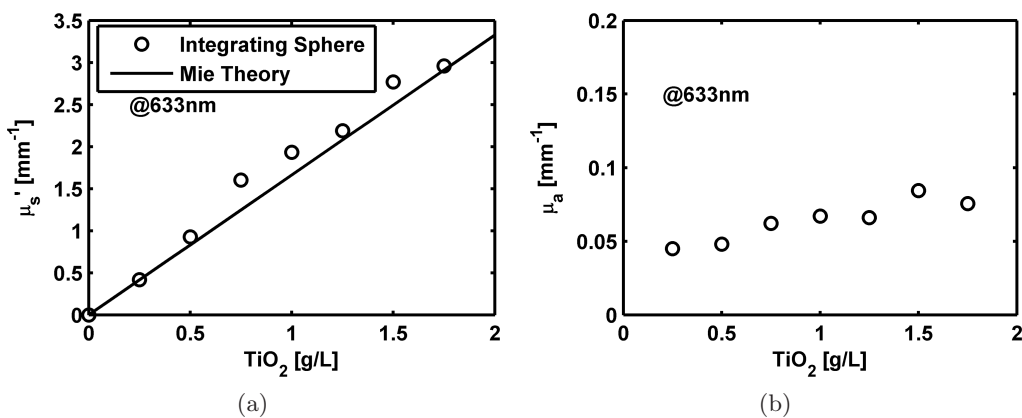 3.5
3
2.5
2
1.5
1
0.5
0
μs' [mm-1]
Integrating Sphere
Mie Theory
@633nm
0 0.5 1 1.5 2
TiO2 [g/L]
(a)
0.2
0.15
0.1
0.05
0
μa [mm-1]
@633nm
0 0.5 1 1.5 2
TiO2 [g/L]
(b)